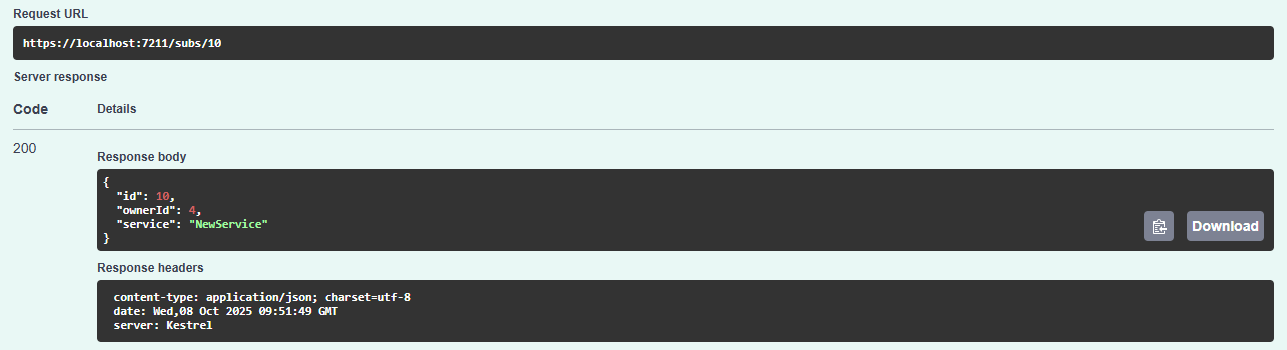 Request URL
https://localhost:7211/subs/10
Server response
Code Details
200
Response body
{
  "id": 10,
  "ownerId": 4,
  "service": "NewService"
}
Download
Response headers
content-type: application/json; charset=utf-8
date: Wed,08 Oct 2025 09:51:49 GMT
server: Kestrel